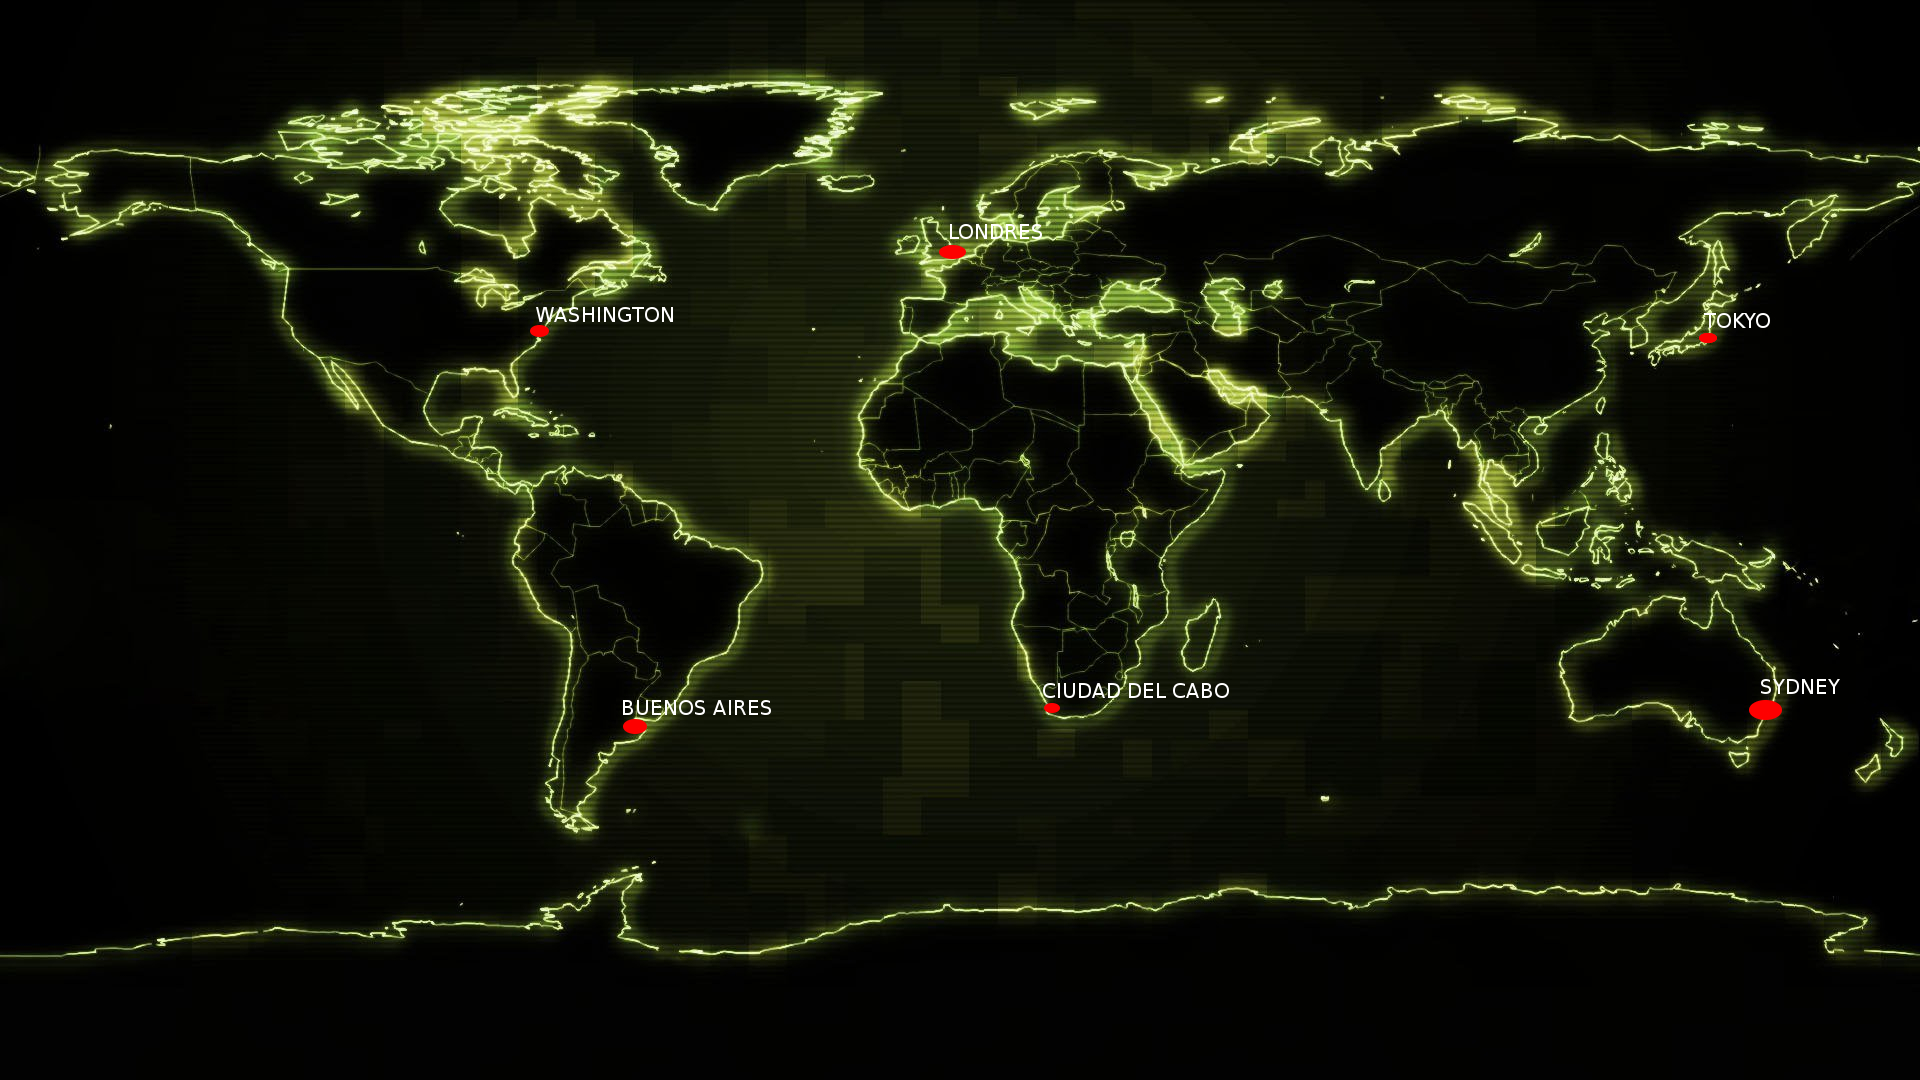 LONDRES
WASHINGTON
TOKYO
SYDNEY
CIUDAD DEL CABO
BUENOS AIRES